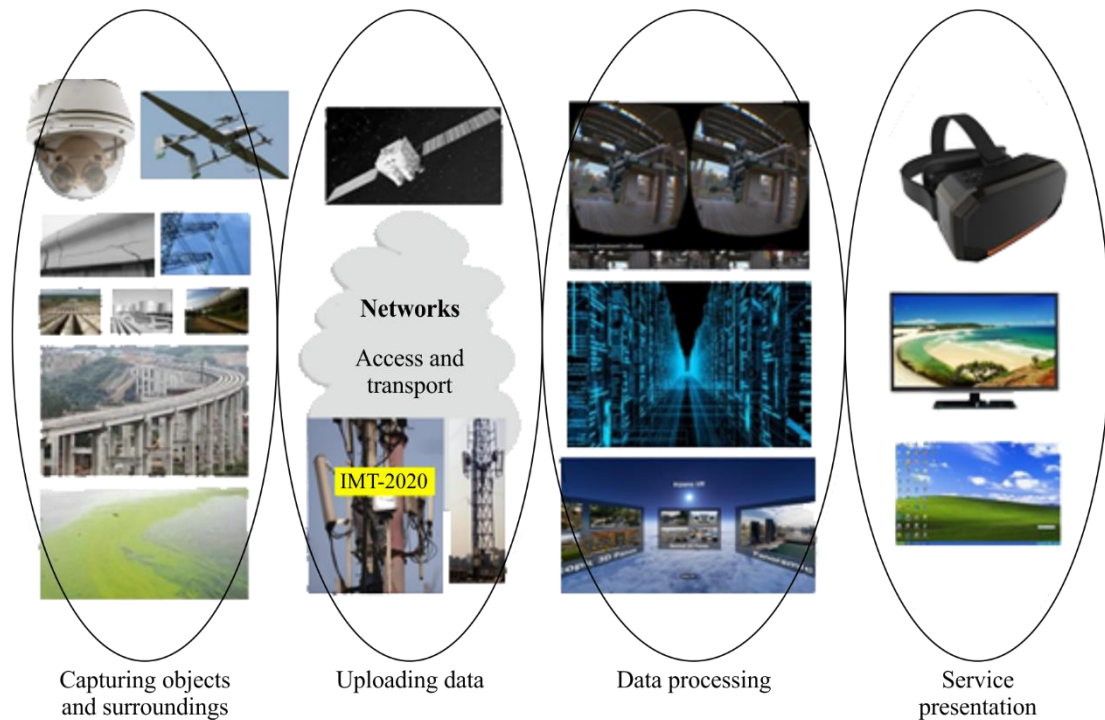 Networks
Access and
transport
IMT-2020
Capturing objects
and surroundings
Uploading data
Data processing
Service
presentation